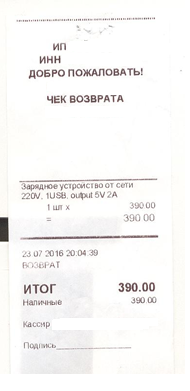 ИП
ИНН
ДОБРО ПОЖАЛОВАТЬ!
ЧЕК ВОЗВРАТА
Зарядное устройство от сети
220V, 1USB, output 5V 2A
1 шт x 390.00
= 390.00
23.07.2016 20:04:39
ВОЗВРАТ
ИТОГ 390.00
Наличные 390.00
Кассир
Подпись